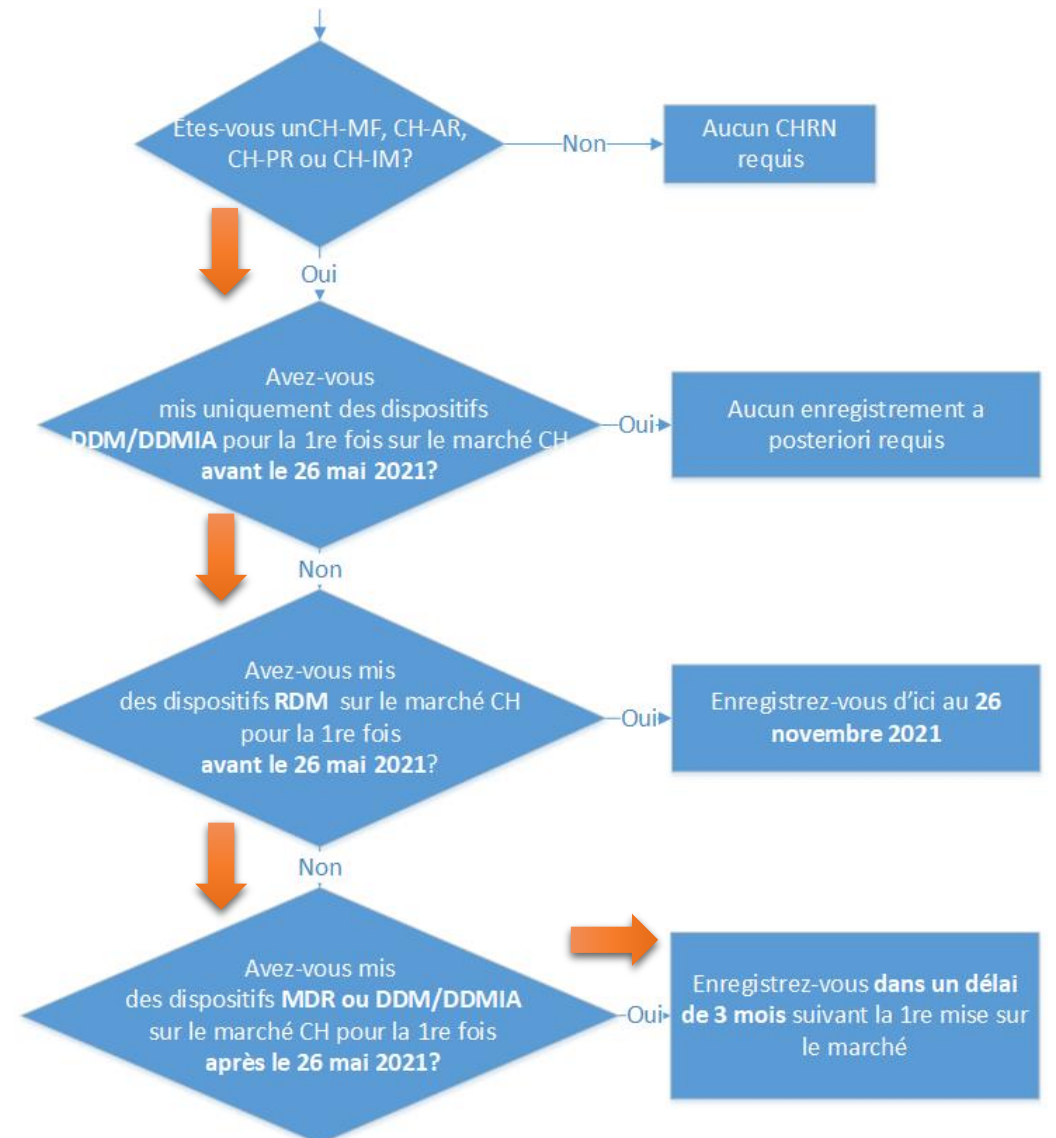 Etes-vous unCH-MF, CH-AR,
CH-PR ou CH-IM?
Non
Aucun CHRN
requis
Oui
Avez-vous
mis uniquement des dispositifs
DDM/DDMIA pour la 1re fois sur le marché CH
avant le 26 mai 2021?
Oui
Aucun enregistrement a
posteriori requis
Non
Avez-vous mis
des dispositifs RDM sur le marché CH
pour la 1re fois
avant le 26 mai 2021?
Oui
Enregistrez-vous d'ici au 26
novembre 2021
Non
Avez-vous mis
des dispositifs MDR ou DDM/DDMIA
sur le marché CH pour la 1re fois
après le 26 mai 2021?
Oui
Enregistrez-vous dans un délai
de 3 mois suivant la 1re mise sur
le marché